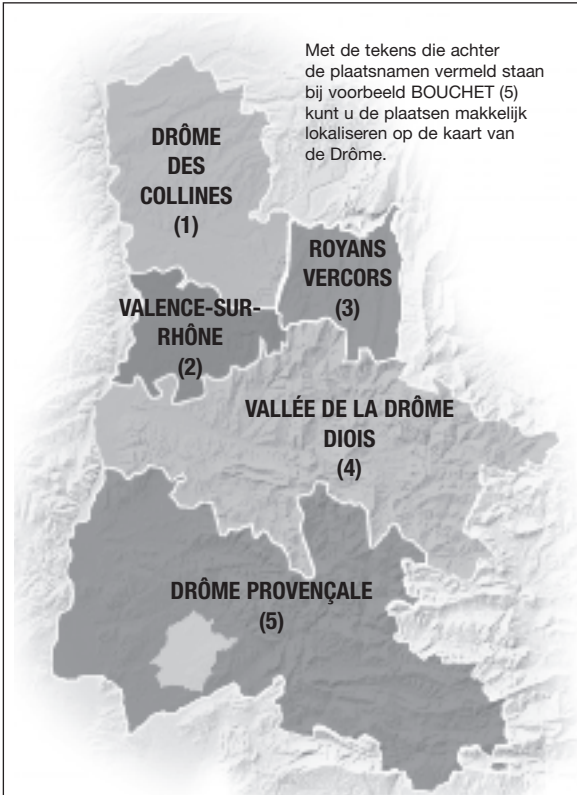 Met de tekens die achter
de plaatsnamen vermeld staan
bij voorbeeld BOUCHET (5)
kunt u de plaatsen makkelijk
lokaliseren op de kaart van
de Drôme.
DRÔME
DES
COLLINES
(1)
ROYANS
VERCORS
(3)
VALENCE-SUR-
RHÔNE
(2)
VALLÉE DE LA DRÔME
DIOIS
(4)
DRÔME PROVENÇALE
(5)